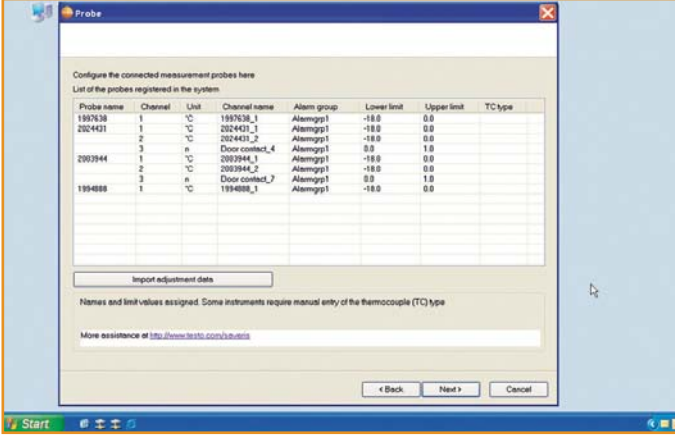 Probe
Configure the connected measurement probes here
List of the probes registered in the system
Probe name Channel Unit Channel name Alarm group Lower limit Upper limit TC type
1997638 1 °C 1997638_1 Alarmgrp1 -18.0 0.0
2024431 1 °C 2024431_1 Alarmgrp1 -18.0 0.0
2 °C 2024431_2 Alarmgrp1 -18.0 0.0
3 n Door contact_4 Alarmgrp1 0.0 1.0
2003944 1 °C 2003944_1 Alarmgrp1 -18.0 0.0
2 °C 2003944_2 Alarmgrp1 -18.0 0.0
3 n Door contact_7 Alarmgrp1 0.0 1.0
1994888 1 °C 1994888_1 Alarmgrp1 -18.0 0.0
Import adjustment data
Names and limit values assigned. Some instruments require manual entry of the thermocouple (TC) type
More assistance at http://www.testo.com/saveris
< Back Next > Cancel
Start